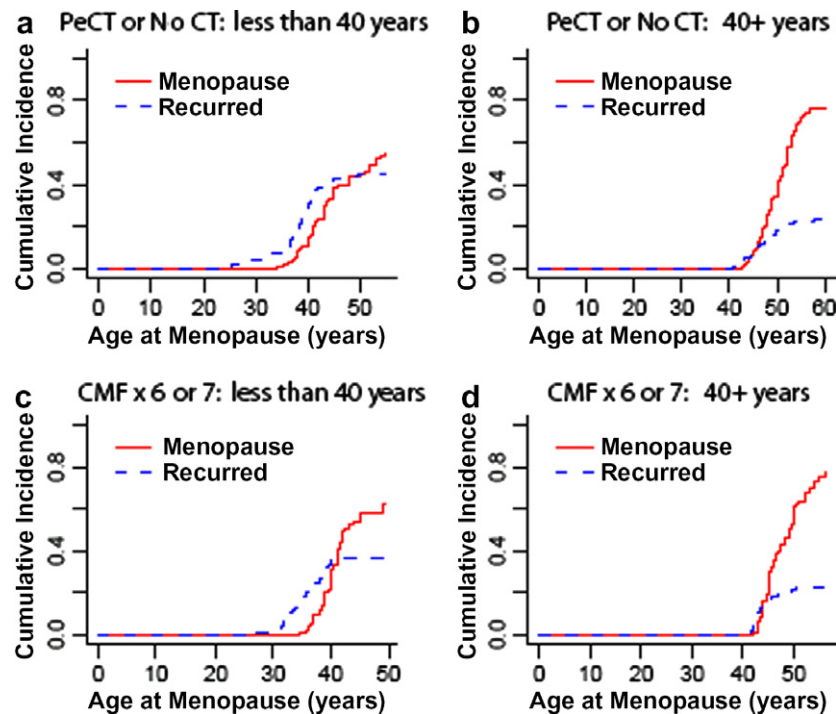 a PeCT or No CT: less than 40 years
Cumulative Incidence
0.0 0.4 0.8
Menopause
Recurred
0 10 20 30 40 50
Age at Menopause (years)
b PeCT or No CT: 40+ years
Cumulative Incidence
0.0 0.4 0.8
Menopause
Recurred
0 10 20 30 40 50 60
Age at Menopause (years)
c CMF x 6 or 7: less than 40 years
Cumulative Incidence
0.0 0.4 0.8
Menopause
Recurred
0 10 20 30 40 50
Age at Menopause (years)
d CMF x 6 or 7: 40+ years
Cumulative Incidence
0.0 0.4 0.8
Menopause
Recurred
0 10 20 30 40 50
Age at Menopause (years)